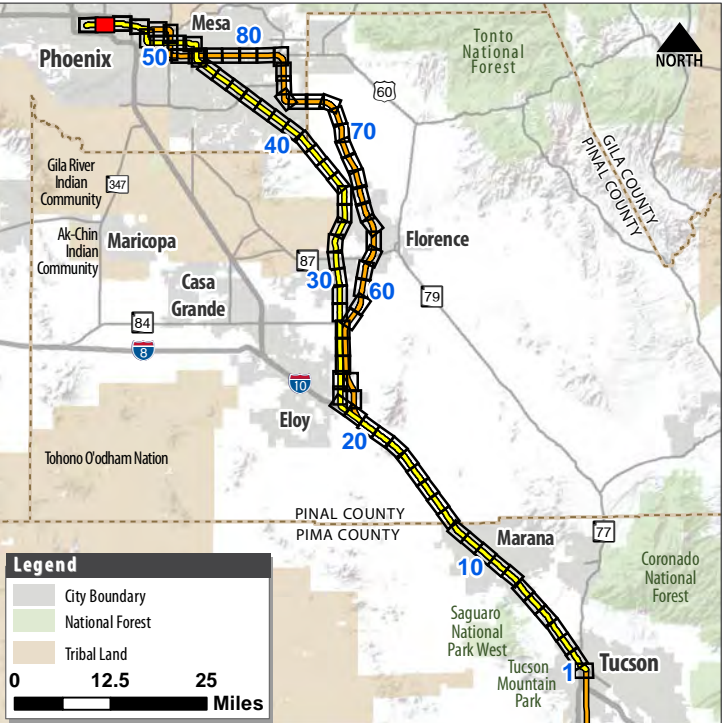 Mesa
80
Tonto
National
Forest
NORTH
Phoenix
50
60
70
40
GILA COUNTY
PINAL COUNTY
Gila River
Indian
Community
347
Ak-Chin
Indian
Community
Maricopa
Florence
87
Casa
Grande
30
60
79
84
8
10
Eloy
20
Tohono O'odham Nation
PINAL COUNTY
PIMA COUNTY
Marana
77
10
Coronado
National
Forest
Saguaro
National
Park West
Tucson
Mountain
Park
1
Tucson
Legend
City Boundary
National Forest
Tribal Land
0 12.5 25
Miles